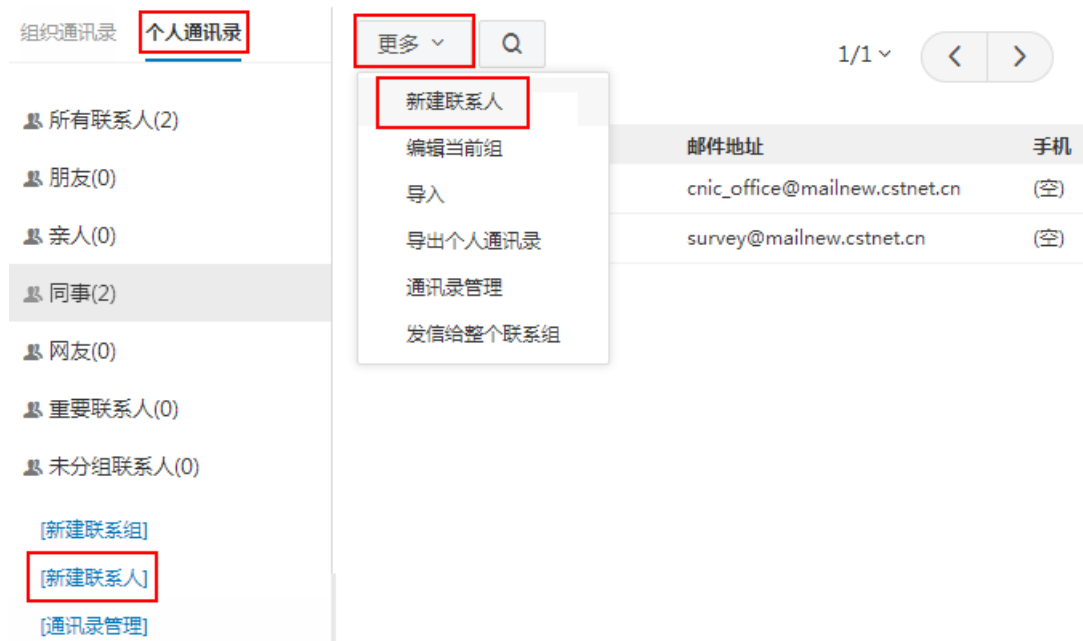 组织通讯录 个人通讯录
所有联系人(2)
朋友(0)
亲人(0)
同事(2)
网友(0)
重要联系人(0)
未分组联系人(0)
[新建联系组]
[新建联系人]
[通讯录管理]
更多
1/1
新建联系人
编辑当前组
导入
导出个人通讯录
通讯录管理
发信给整个联系组
邮件地址 手机
cnic_office@mailnew.cstnet.cn (空)
survey@mailnew.cstnet.cn (空)